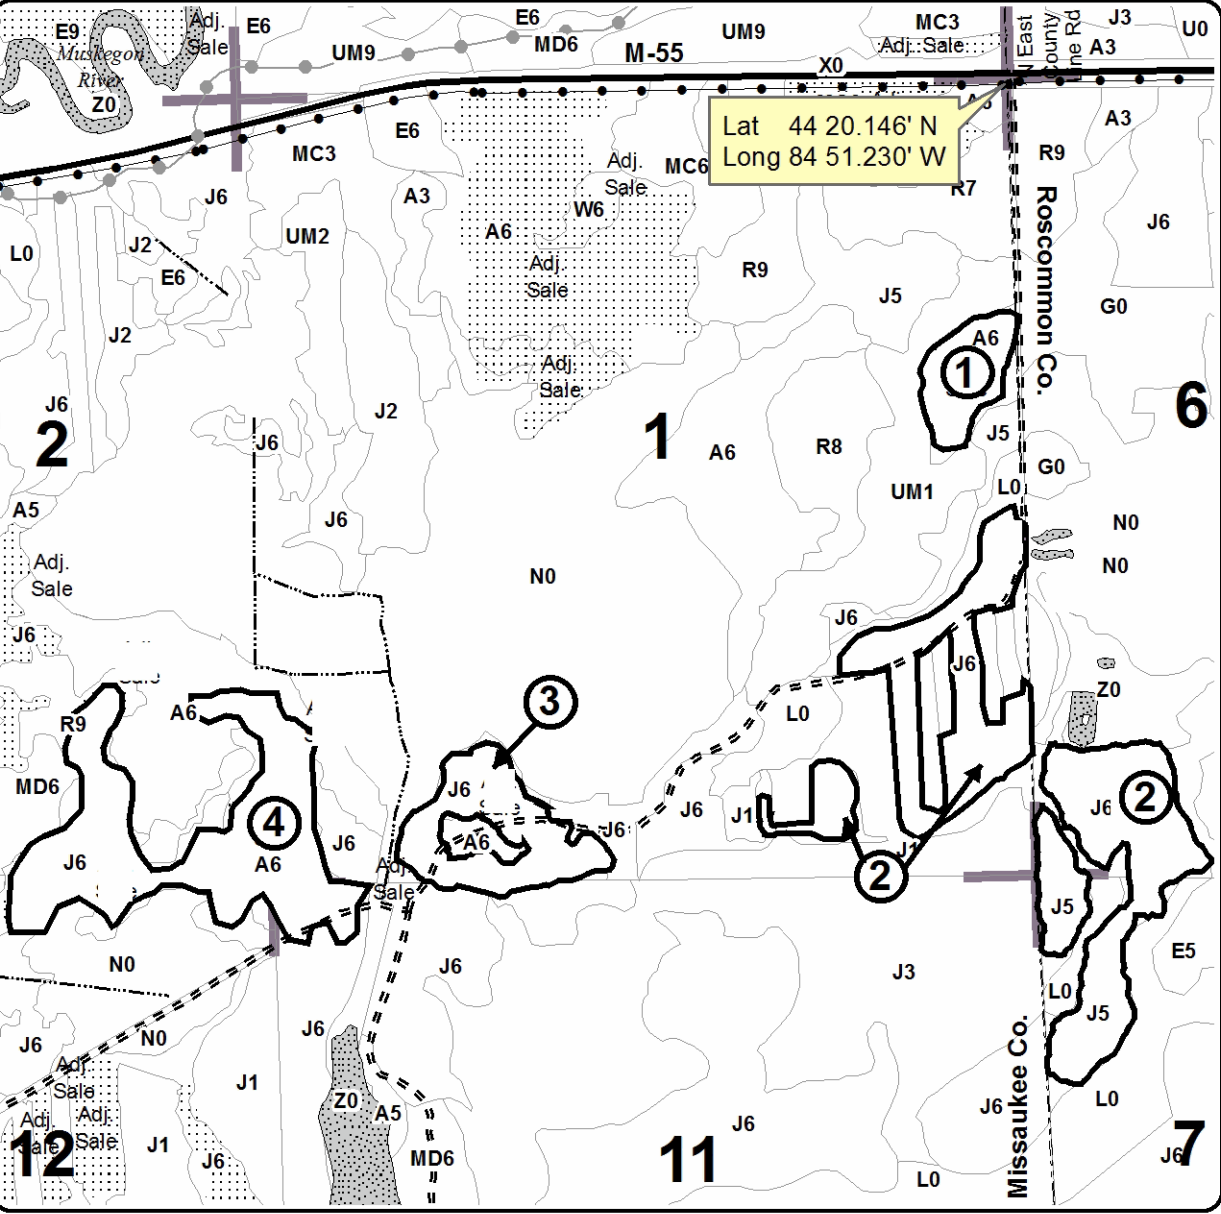 E9
Adj.
Sale
E6
E6
UM9
MC3
J3
U0
Muskegon
River
UM9
MD6
M-55
Adj. Sale
N East
County
Line Rd
A3
Z0
X0
A3
E6
MC3
Lat 44 20.146' N
Long 84 51.230' W
R9
Adj.
Sale
MC6
R7
J6
A3
W6
Roscommon Co.
J6
L0
J2
UM2
A6
E6
Adj.
Sale
R9
J5
G0
J2
A6
1
Adj.
Sale
J6
2
J2
1
6
J6
A6
R8
J5
G0
UM1
L0
A5
J6
N0
Adj.
Sale
N0
N0
J6
J6
J6
Z0
3
R9
A6
L0
MD6
J6
J6
J1
J6
2
4
A6
J6
J6
J6
A6
J1
Adj.
Sale
2
J5
N0
J6
J3
E5
L0
J6
N0
J6
J5
Adj.
Sale
J1
Z0
A5
J6
L0
Adj.
Sale
Adj.
Sale
12
J1
J6
MD6
11
J6
Missaukee Co.
7
J6
L0